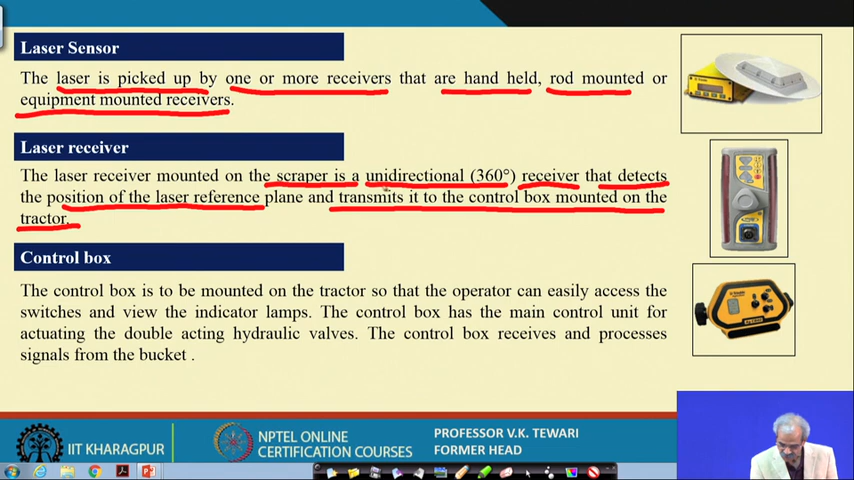 Laser Sensor
The laser is picked up by one or more receivers that are hand held, rod mounted or
equipment mounted receivers.
Laser receiver
The laser receiver mounted on the scraper is a unidirectional (360°) receiver that detects
the position of the laser reference plane and transmits it to the control box mounted on the
tractor.
Control box
The control box is to be mounted on the tractor so that the operator can easily access the
switches and view the indicator lamps. The control box has the main control unit for
actuating the double acting hydraulic valves. The control box receives and processes
signals from the bucket .
IIT KHARAGPUR
NPTEL ONLINE
CERTIFICATION COURSES
PROFESSOR V.K. TEWARI
FORMER HEAD